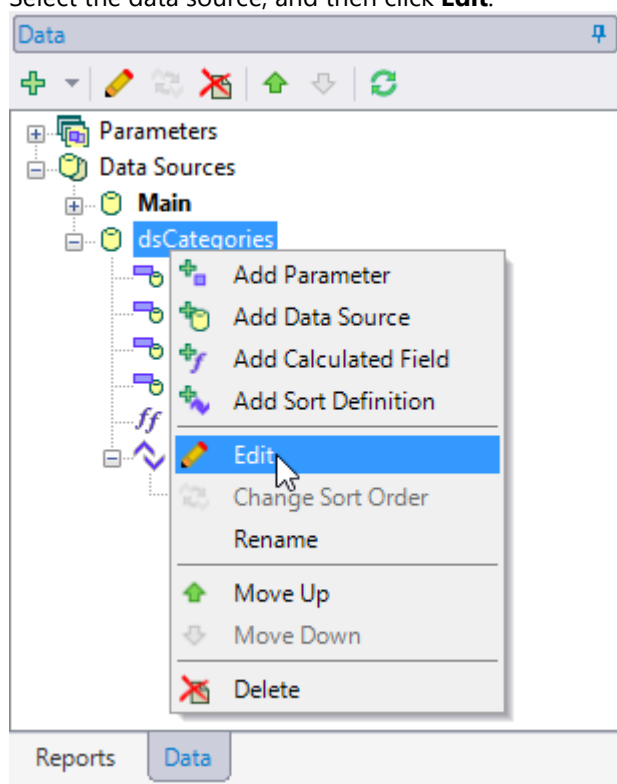 Select the data source, and then click Edit.
Data
Parameters
Data Sources
Main
dsCategories
Add Parameter
Add Data Source
Add Calculated Field
ff
Add Sort Definition
Edit
Change Sort Order
Rename
Move Up
Move Down
Delete
Reports Data